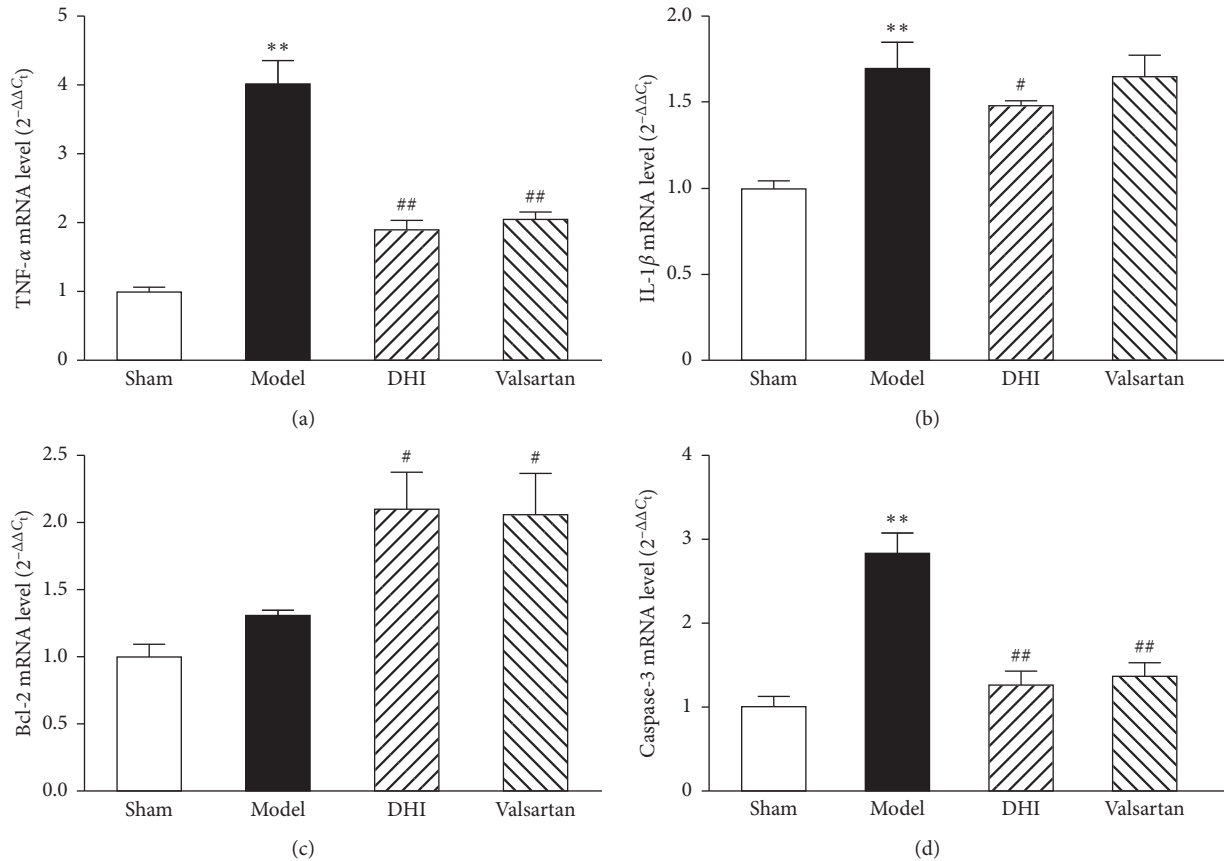 TNF-α mRNA level (2^−ΔΔCt)
5
4
3
2
1
0
**
##
##
Sham Model DHI Valsartan
(a)
IL-1β mRNA level (2^−ΔΔCt)
2.0
1.5
1.0
0.5
0.0
**
#
Sham Model DHI Valsartan
(b)
Bcl-2 mRNA level (2^−ΔΔCt)
2.5
2.0
1.5
1.0
0.5
0.0
#
#
Sham Model DHI Valsartan
(c)
Caspase-3 mRNA level (2^−ΔΔCt)
4
3
2
1
0
**
##
##
Sham Model DHI Valsartan
(d)